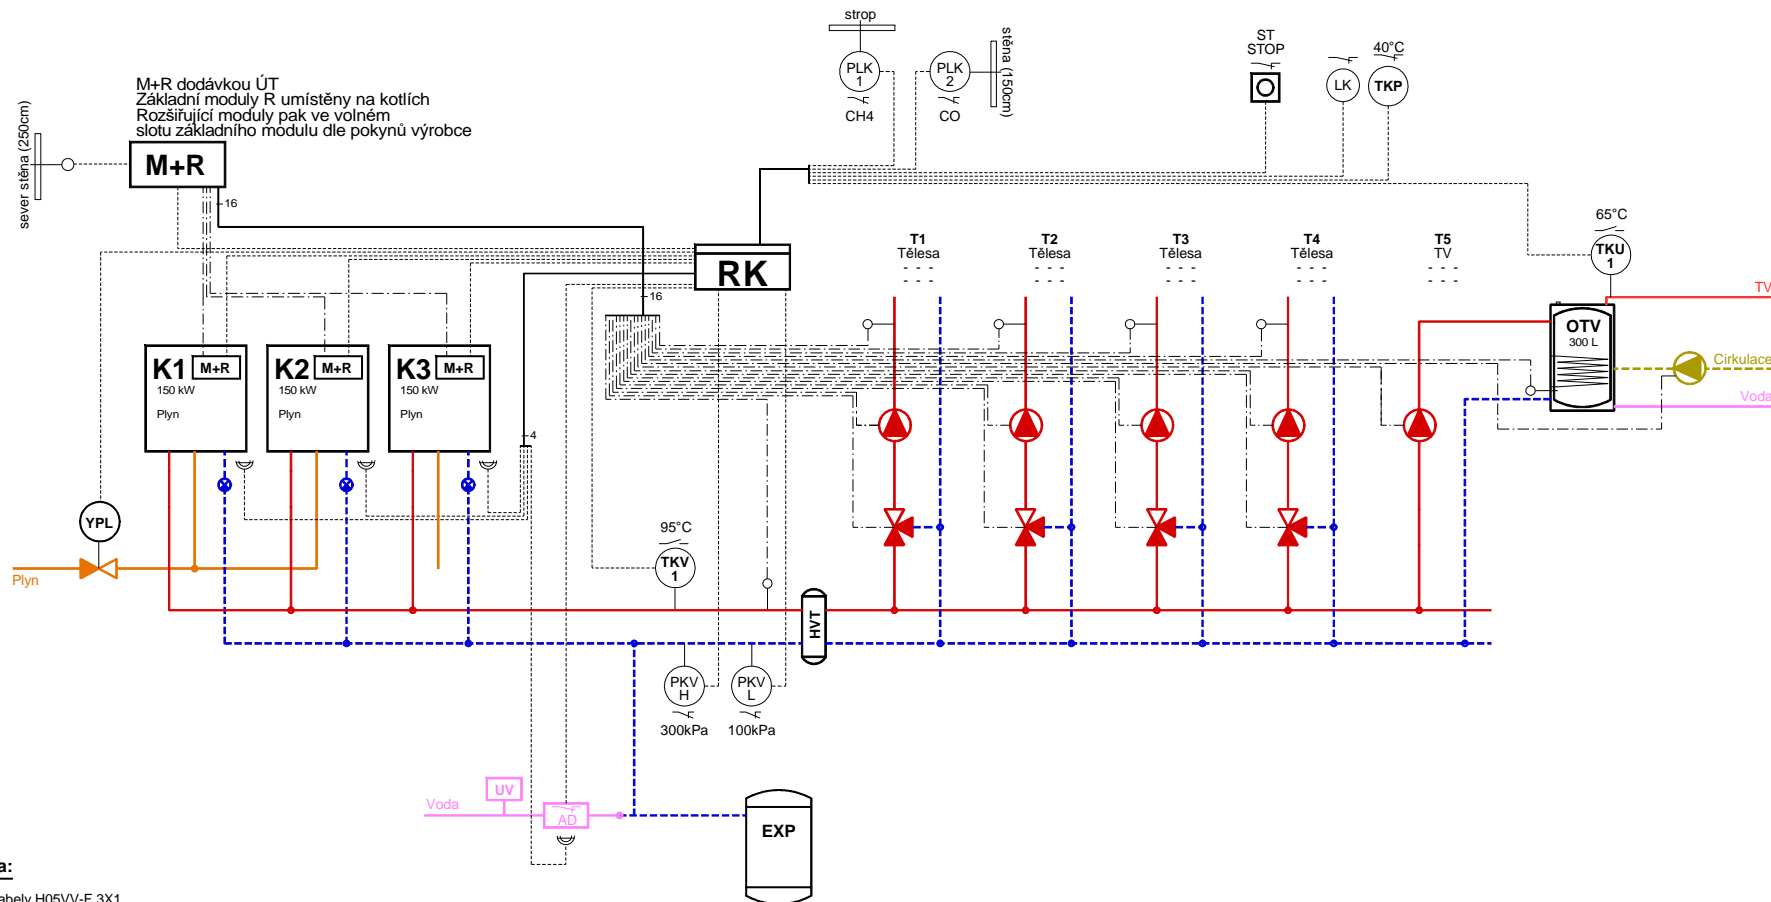 strop
PLK
1
CH4
PLK
2
CO
stěna (150cm)
ST
STOP
LK
40°C
TKP
M+R dodávkou ÚT
Základní moduly R umístěny na kotlích
Rozšiřující moduly pak ve volném
slotu základního modulu dle pokynů výrobce
sever stěna (250cm)
M+R
16
RK
16
T1
Tělesa
- - -
- - -
T2
Tělesa
- - -
- - -
T3
Tělesa
- - -
- - -
T4
Tělesa
- - -
- - -
T5
TV
- - -
- - -
65°C
TKU
1
TV
OTV
300 L
Cirkulace
Voda
K1
M+R
150 kW
Plyn
K2
M+R
150 kW
Plyn
K3
M+R
150 kW
Plyn
4
YPL
Plyn
95°C
TKV
1
HVT
PKV
H
300kPa
PKV
L
100kPa
UV
Voda
AD
EXP
a:
abely H05VV-F 3X1